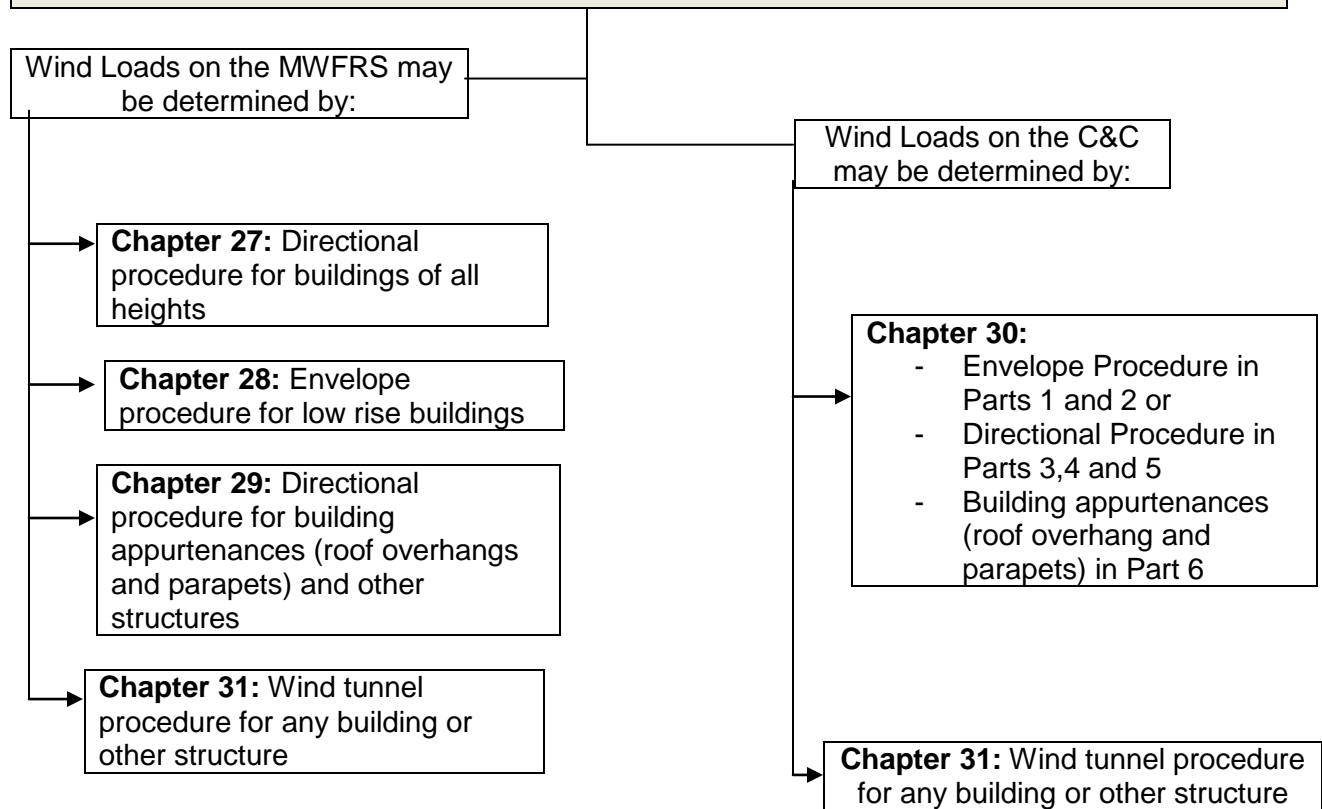 Wind Loads on the MWFRS may
be determined by:
Wind Loads on the C&C
may be determined by:
Chapter 27: Directional
procedure for buildings of all
heights
Chapter 28: Envelope
procedure for low rise buildings
Chapter 29: Directional
procedure for building
appurtenances (roof overhangs
and parapets) and other
structures
Chapter 31: Wind tunnel
procedure for any building or
other structure
Chapter 30:
- Envelope Procedure in
Parts 1 and 2 or
- Directional Procedure in
Parts 3,4 and 5
- Building appurtenances
(roof overhang and
parapets) in Part 6
Chapter 31: Wind tunnel procedure
for any building or other structure